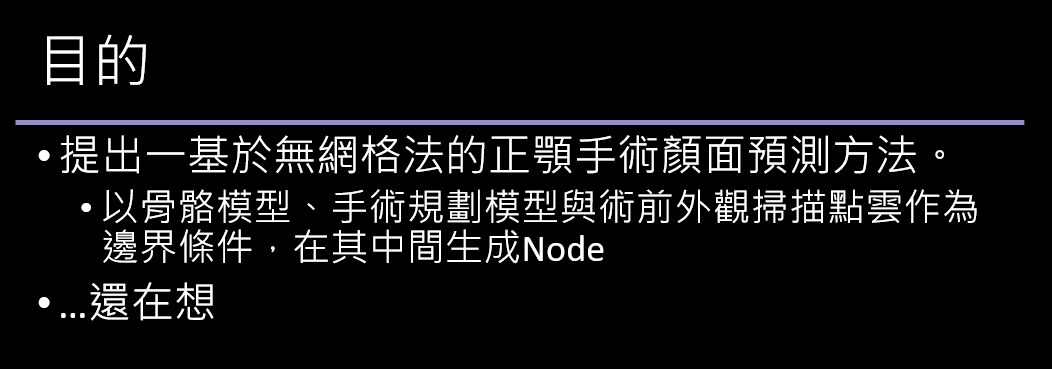 目的
• 提出一基於無網格法的正顎手術顏面預測方法。
• 以骨骼模型、手術規劃模型與術前外觀掃描點雲作為
邊界條件，在其中間生成Node
• …還在想